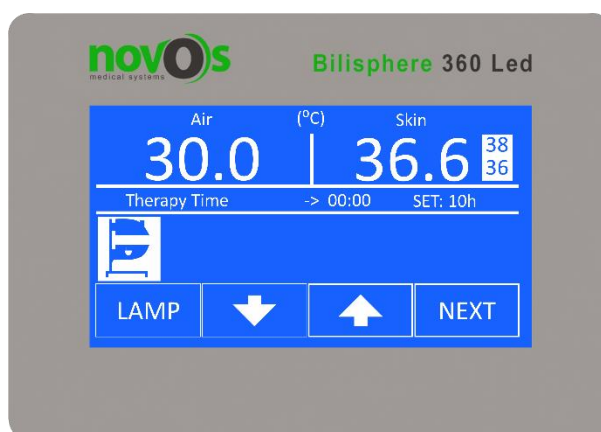 novOs
medical systems
Bilisphere 360 Led
Air (°C) Skin
30.0 36.6 38
36
Therapy Time -> 00:00 SET: 10h
LAMP NEXT